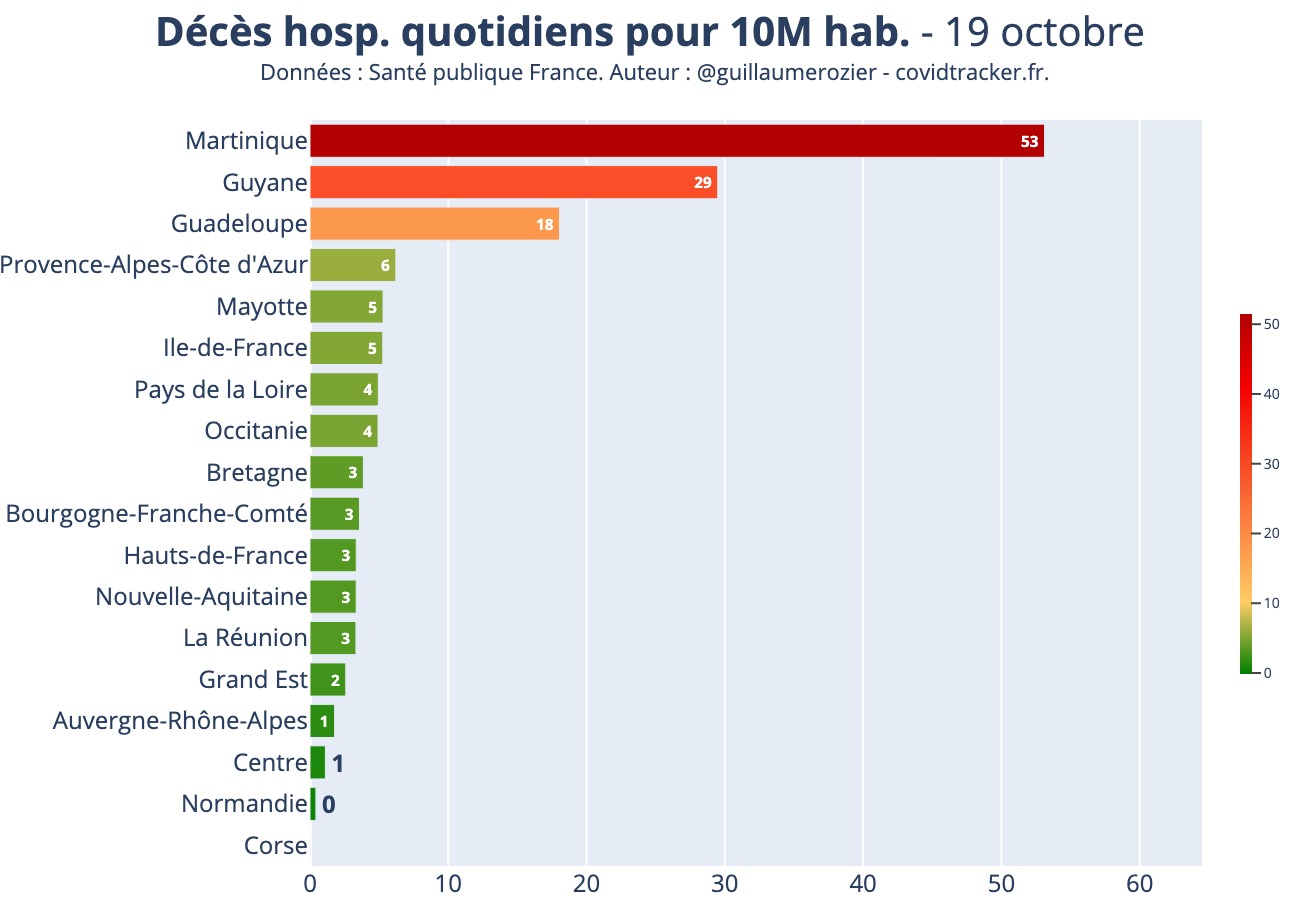 Décès hosp. quotidiens pour 10M hab. - 19 octobre
Données : Santé publique France. Auteur : @guillaumerozier - covidtracker.fr.
Martinique 53
Guyane 29
Guadeloupe 18
Provence-Alpes-Côte d'Azur 6
Mayotte 5
Ile-de-France 5
Pays de la Loire 4
Occitanie 4
Bretagne 3
Bourgogne-Franche-Comté 3
Hauts-de-France 3
Nouvelle-Aquitaine 3
La Réunion 3
Grand Est 2
Auvergne-Rhône-Alpes 1
Centre 1
Normandie 0
Corse
0 10 20 30 40 50 60
50
40
30
20
10
0